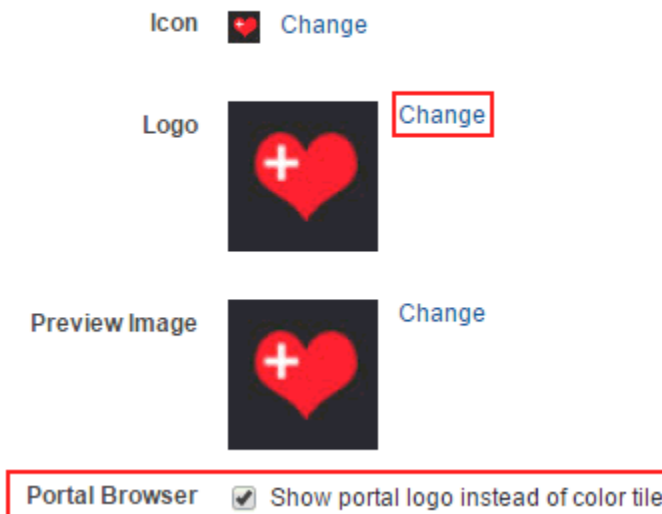 Icon Change
Logo Change
Preview Image Change
Portal Browser Show portal logo instead of color tile